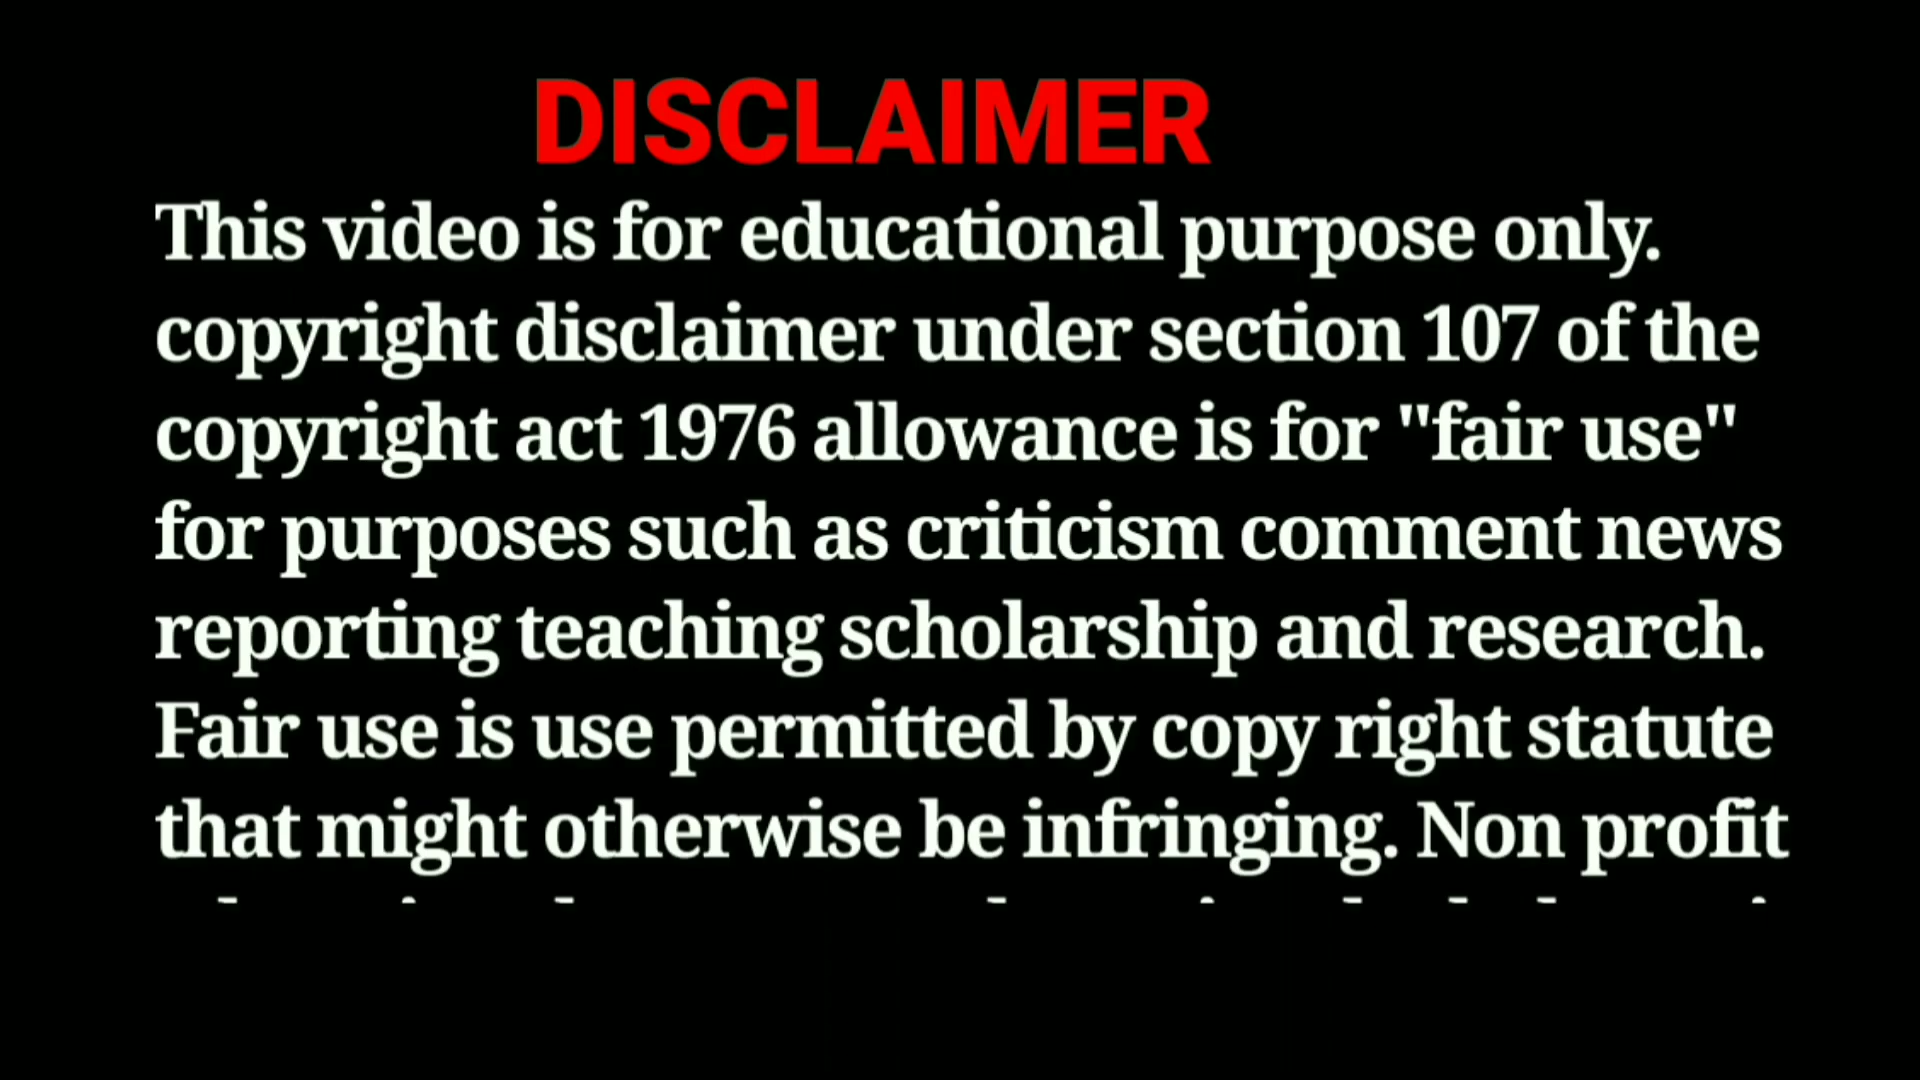 DISCLAIMER
This video is for educational purpose only.
copyright disclaimer under section 107 of the
copyright act 1976 allowance is for "fair use"
for purposes such as criticism comment news
reporting teaching scholarship and research.
Fair use is use permitted by copy right statute
that might otherwise be infringing. Non profit